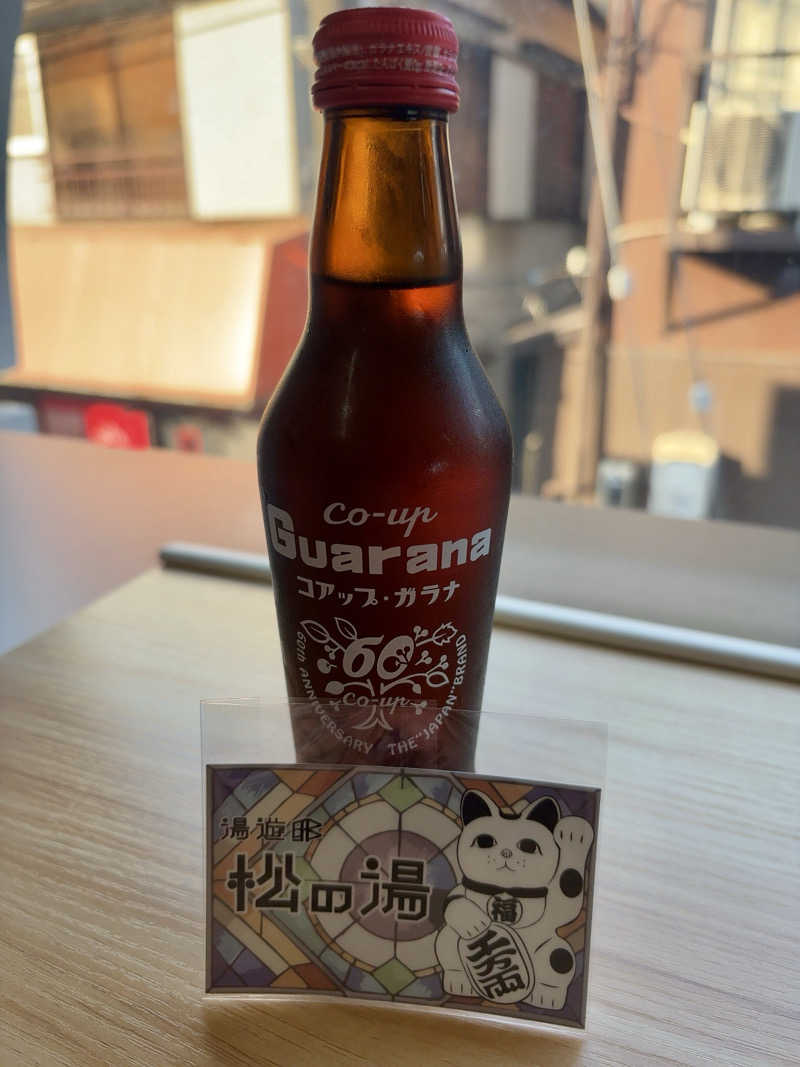 co-up
Guarana
コアップ・ガラナ
60
co-up
60th ANNIVERSARY THE "JAPAN" BRAND
湯遊
松の湯
福
千万両